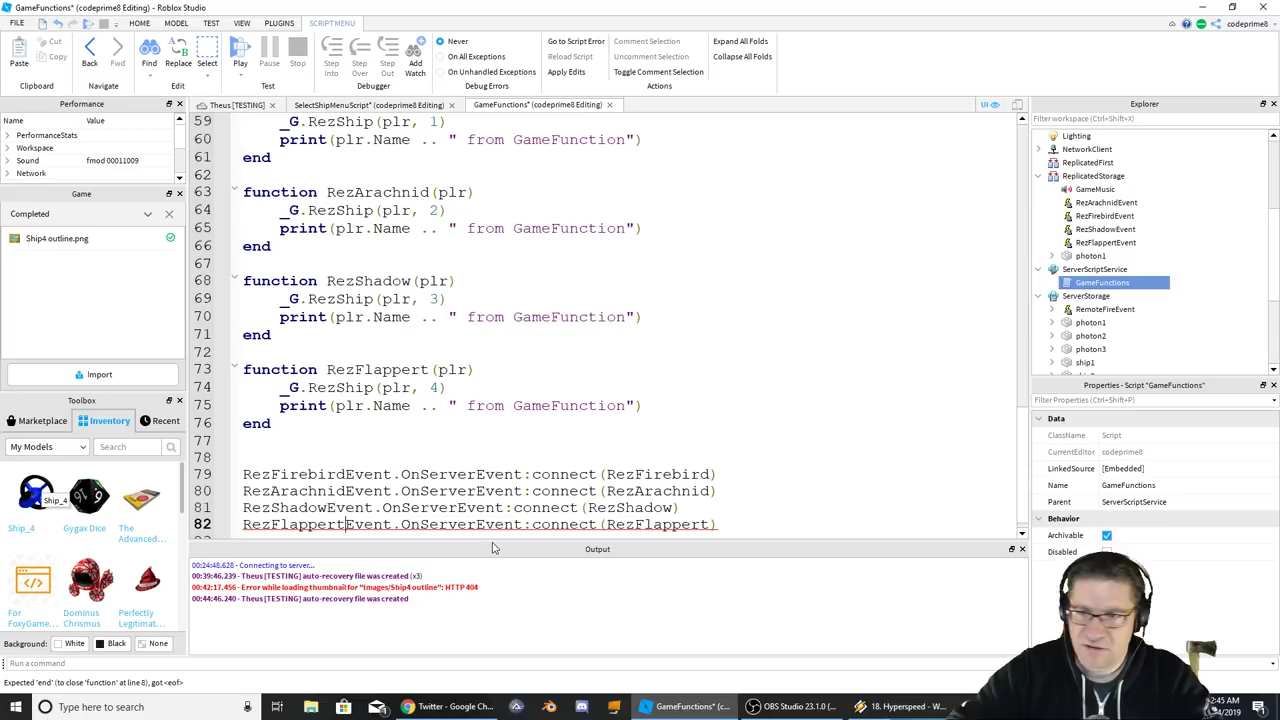 GameFunctions* (codeprime8 Editing) - Roblox Studio
FILE HOME MODEL TEST VIEW PLUGINS SCRIPT MENU codeprime8
Paste Cut Copy Back Fwd Find Replace Select Play Pause Stop Step Into Step Over Step Out Add Watch
Never
On All Exceptions
On Unhandled Exceptions
Go to Script Error
Reload Script
Apply Edits
Comment Selection
Uncomment Selection
Toggle Comment Selection
Expand All Folds
Collapse All Folds
Clipboard Navigate Edit Test Debugger Debug Errors Actions
Performance
Name Value
PerformanceStats
Workspace
Sound fmod 00011009
Network
Game
Completed
Ship4 outline.png
Import
Toolbox
Marketplace Inventory Recent
My Models Search
Ship_4
Ship_4 Gygax Dice The Advanced...
For FoxyGame... Dominus Chrismus Perfectly Legitimat...
Background: White Black None
Theus [TESTING] SelectShipMenuScript* (codeprime8 Editing) GameFunctions* (codeprime8 Editing) UI
59 _G.RezShip(plr, 1)
60 print(plr.Name .. " from GameFunction")
61 end
62
63 function RezArachnid(plr)
64 _G.RezShip(plr, 2)
65 print(plr.Name .. " from GameFunction")
66 end
67
68 function RezShadow(plr)
69 _G.RezShip(plr, 3)
70 print(plr.Name .. " from GameFunction")
71 end
72
73 function RezFlappert(plr)
74 _G.RezShip(plr, 4)
75 print(plr.Name .. " from GameFunction")
76 end
77
78
79 RezFirebirdEvent.OnServerEvent:connect(RezFirebird)
80 RezArachnidEvent.OnServerEvent:connect(RezArachnid)
81 RezShadowEvent.OnServerEvent:connect(RezShadow)
82 RezFlappertEvent.OnServerEvent:connect(RezFlappert)
Output
00:24:48.628 - Connecting to server...
00:39:46.239 - Theus [TESTING] auto-recovery file was created (x3)
00:42:17.456 - Error while loading thumbnail for "Images/Ship4 outline": HTTP 404
00:44:46.240 - Theus [TESTING] auto-recovery file was created
Explorer
Filter workspace (Ctrl+Shift+X)
Lighting
NetworkClient
ReplicatedFirst
ReplicatedStorage
GameMusic
RezArachnidEvent
RezFirebirdEvent
RezShadowEvent
RezFlappertEvent
photon1
ServerScriptService
GameFunctions
ServerStorage
RemoteFireEvent
photon1
photon2
photon3
ship1
Properties - Script "GameFunctions"
Filter Properties (Ctrl+Shift+P)
Data
ClassName Script
CurrentEditor codeprime8
LinkedSource [Embedded]
Name GameFunctions
Parent ServerScriptService
Behavior
Archivable
Disabled
Run a command
Expected 'end' (to close 'function' at line 8), got <eof>
Type here to search Twitter - Google Ch... GameFunctions* (c... OBS Studio 23.1.0 (... 18. Hyperspeed - W...